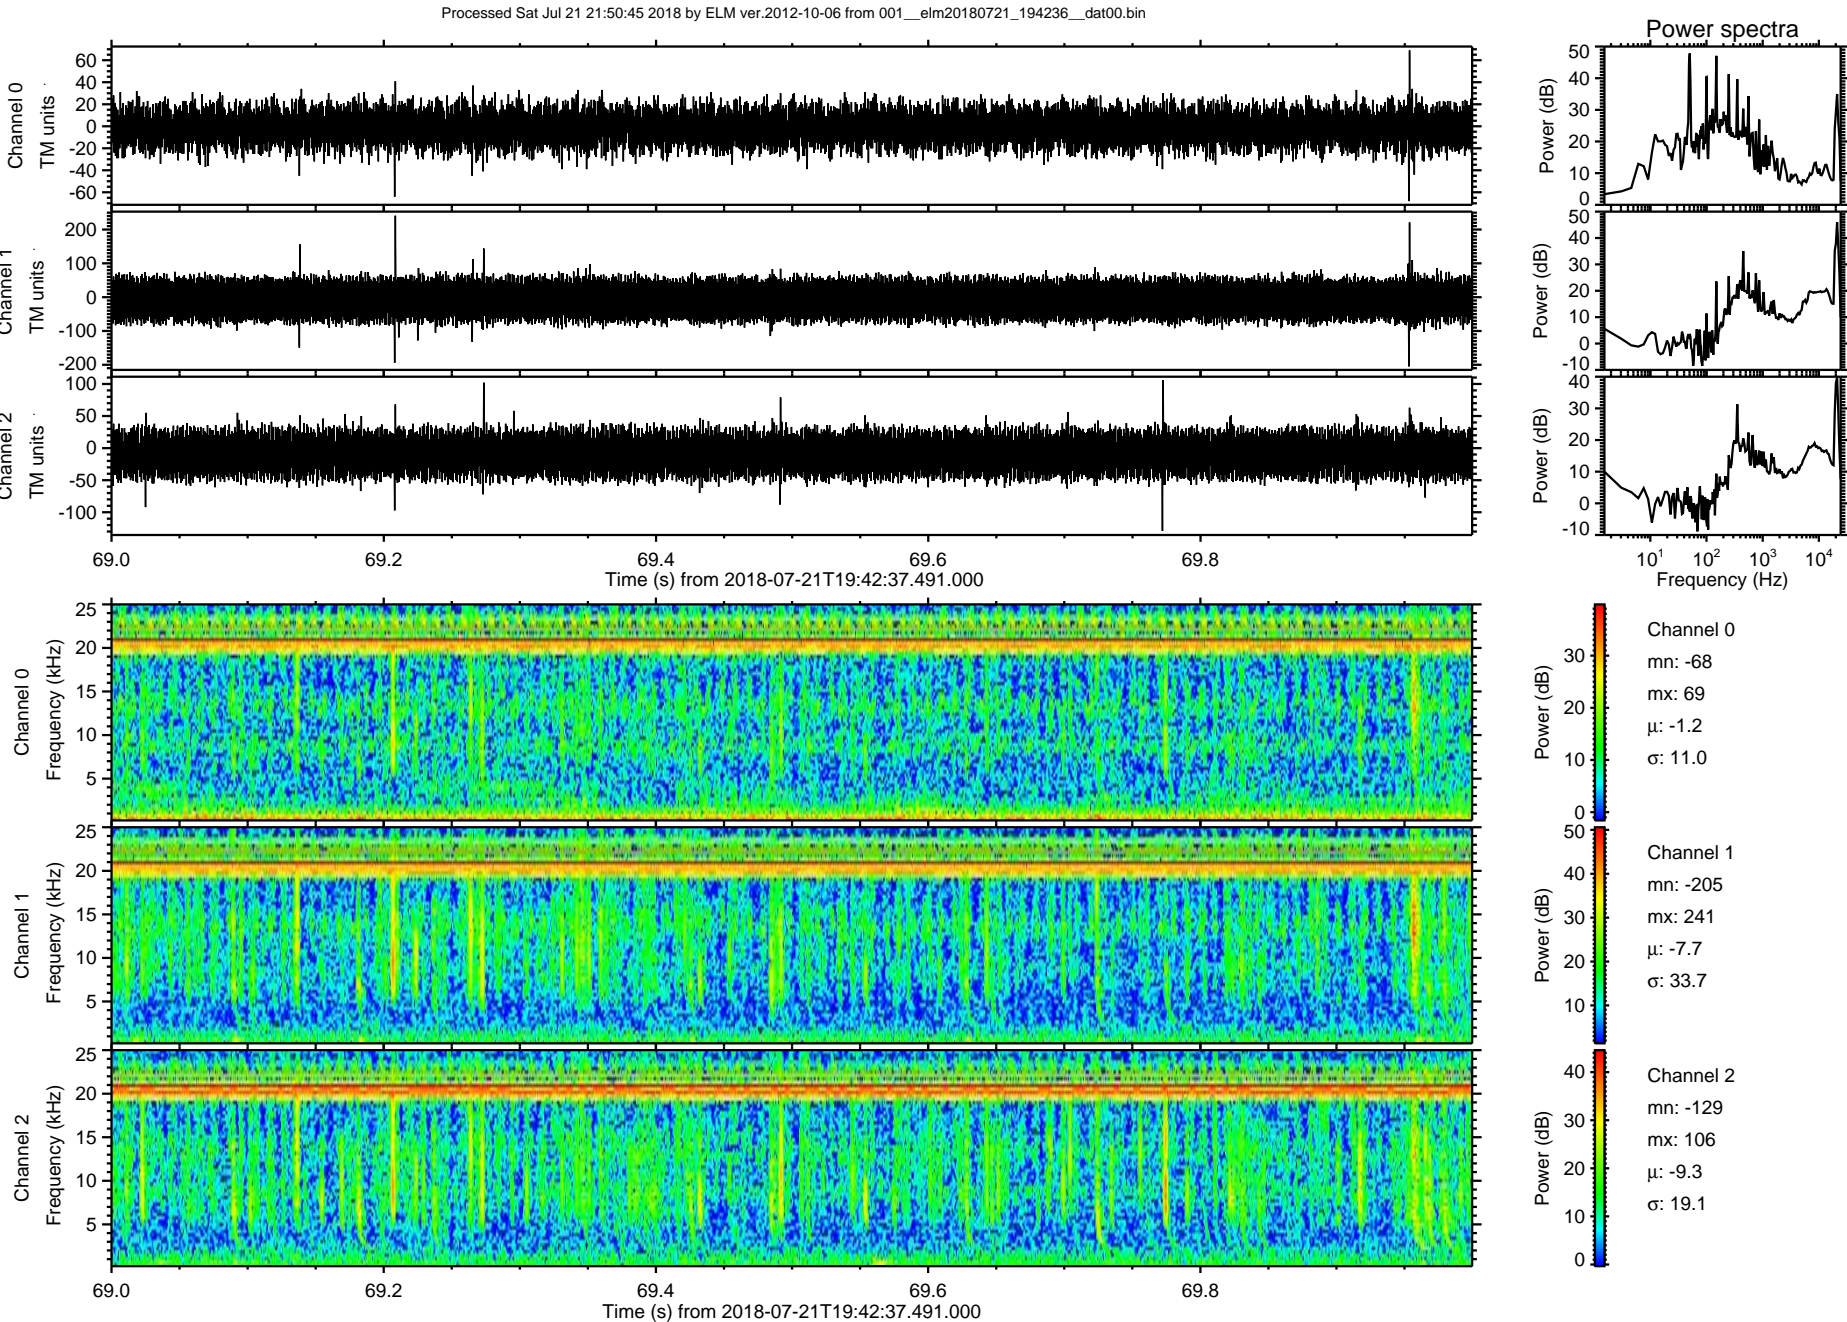 Processed Sat Jul 21 21:50:45 2018 by ELM ver.2012-10-06 from 001__elm20180721_194236__dat00.bin
Power spectra
Channel 0
TM units
60
40
20
0
-20
-40
-60
Power (dB)
50
40
30
20
10
0
Channel 1
TM units
200
100
0
-100
-200
Power (dB)
50
40
30
20
10
0
-10
Channel 2
TM units
100
50
0
-50
-100
Power (dB)
40
30
20
10
0
-10
69.0 69.2 69.4 69.6 69.8
Time (s) from 2018-07-21T19:42:37.491.000
10¹ 10² 10³ 10⁴
Frequency (Hz)
Channel 0
Frequency (kHz)
25
20
15
10
5
Power (dB)
30
20
10
0
Channel 0
mn: -68
mx: 69
μ: -1.2
σ: 11.0
Channel 1
Frequency (kHz)
25
20
15
10
5
Power (dB)
50
40
30
20
10
Channel 1
mn: -205
mx: 241
μ: -7.7
σ: 33.7
Channel 2
Frequency (kHz)
25
20
15
10
5
Power (dB)
40
30
20
10
0
Channel 2
mn: -129
mx: 106
μ: -9.3
σ: 19.1
69.0 69.2 69.4 69.6 69.8
Time (s) from 2018-07-21T19:42:37.491.000